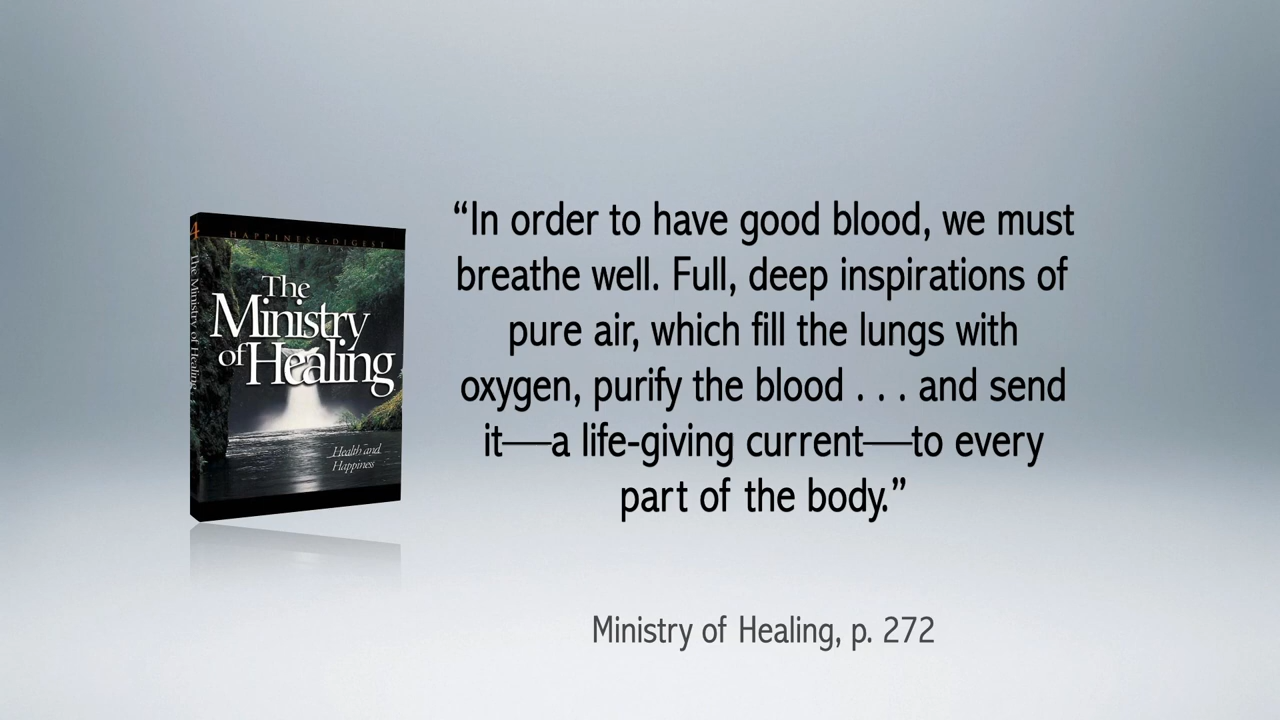 4
HAPPINESS • DIGEST
The Ministry of Healing
The
Ministry
of Healing
Health and
Happiness
“In order to have good blood, we must
breathe well. Full, deep inspirations of
pure air, which fill the lungs with
oxygen, purify the blood . . . and send
it—a life-giving current—to every
part of the body.”
Ministry of Healing, p. 272